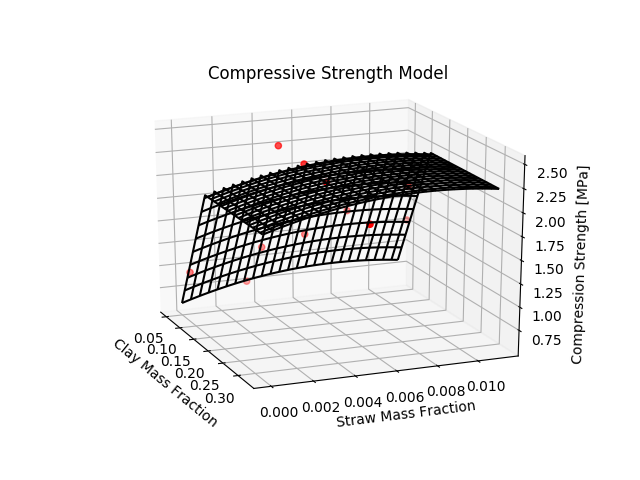 Compressive Strength Model
2.50
2.25
2.00
1.75
1.50
1.25
1.00
0.75
Compression Strength [MPa]
0.05
0.10
0.15
0.20
0.25
0.30
Clay Mass Fraction
0.000 0.002 0.004 0.006 0.008 0.010
Straw Mass Fraction